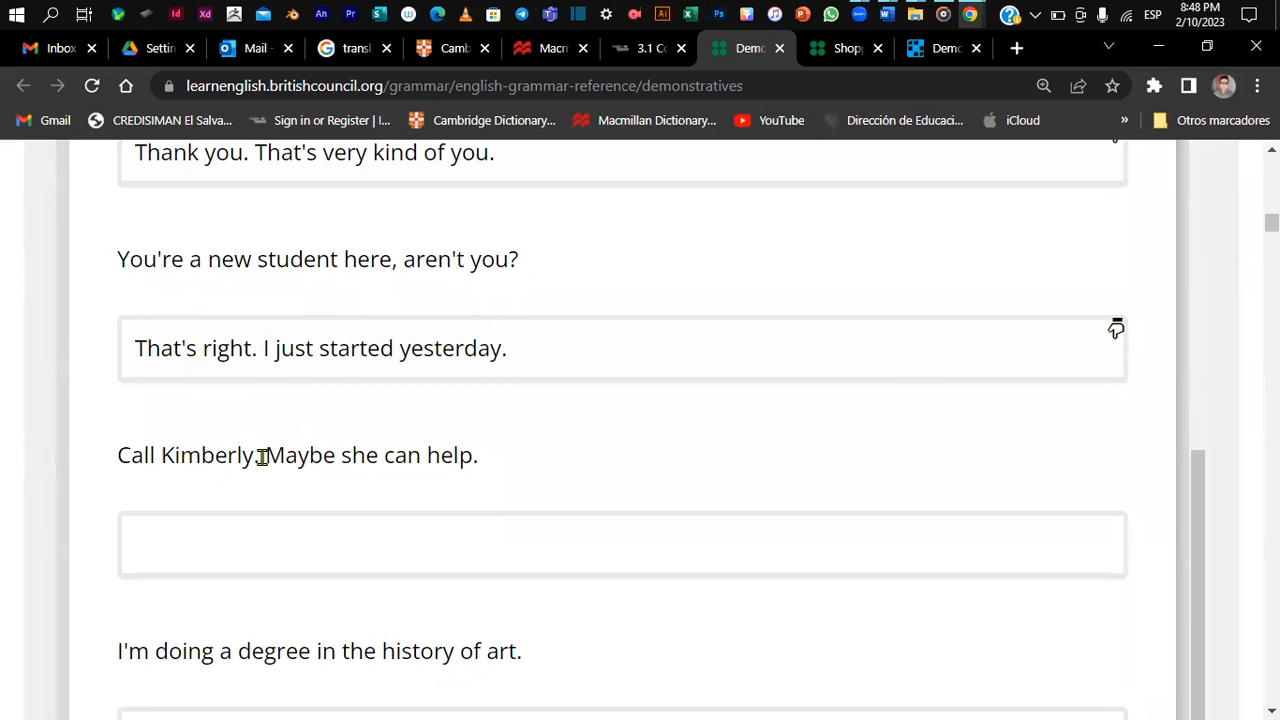 ESP
8:48 PM
2/10/2023
Inbox
Settin
Mail -
transl
Camb
Macn
3.1 Co
Demc
Shop
Demc
learnenglish.britishcouncil.org/grammar/english-grammar-reference/demonstratives
Gmail
CREDISIMAN El Salva...
Sign in or Register | I...
Cambridge Dictionary...
Macmillan Dictionary...
YouTube
Dirección de Educaci...
iCloud
»
Otros marcadores
Thank you. That's very kind of you.
You're a new student here, aren't you?
That's right. I just started yesterday.
Call Kimberly. Maybe she can help.
I'm doing a degree in the history of art.